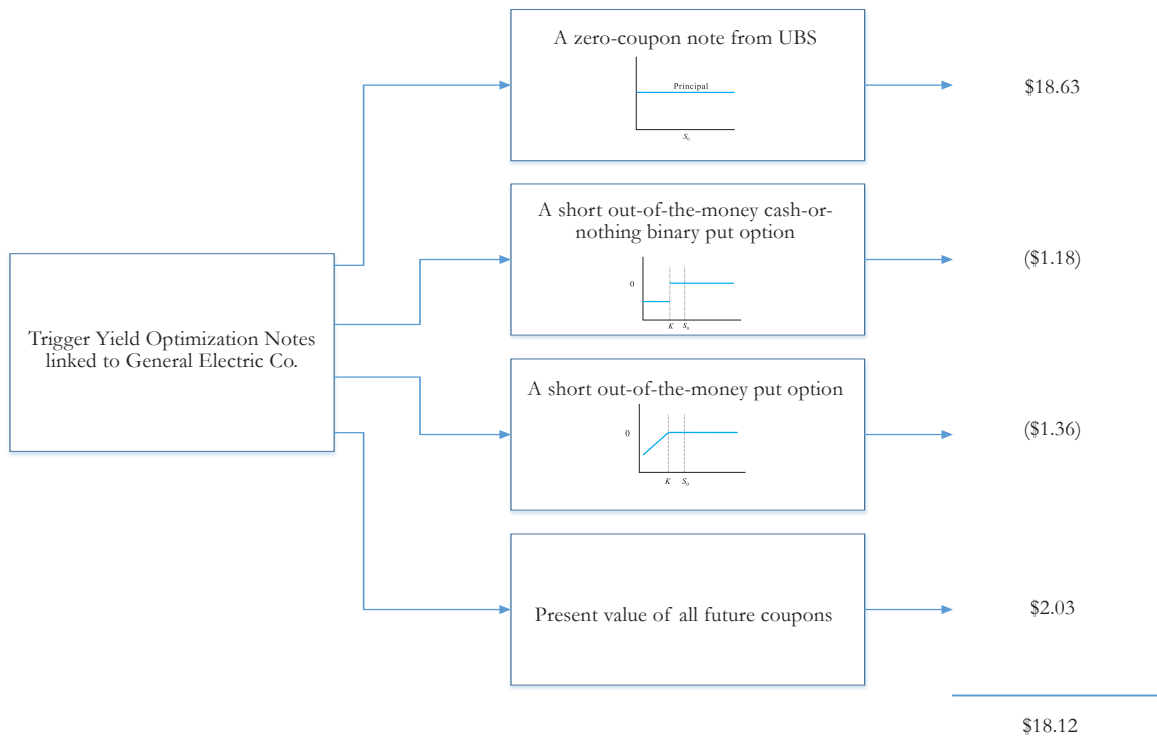 A zero-coupon note from UBS
Principal
S₀
$18.63
A short out-of-the-money cash-or-
nothing binary put option
0
K S₀
($1.18)
Trigger Yield Optimization Notes
linked to General Electric Co.
A short out-of-the-money put option
0
K S₀
($1.36)
Present value of all future coupons
$2.03
$18.12